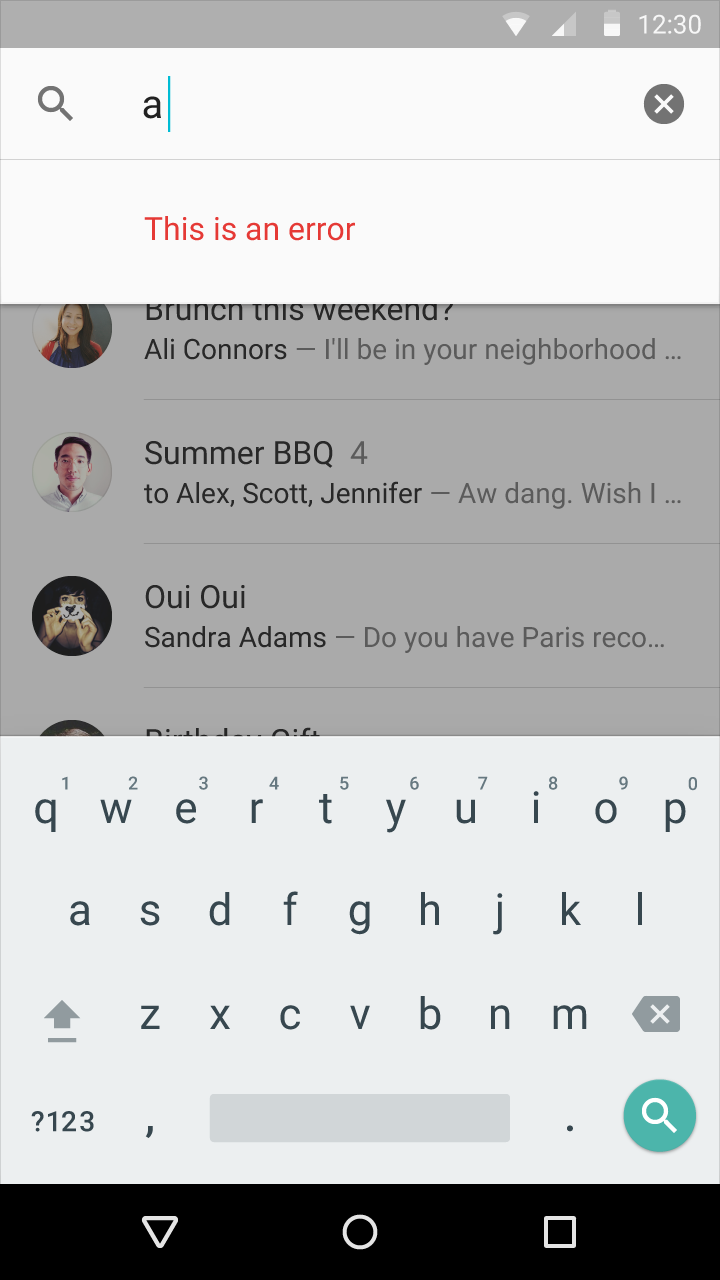 12:30
a
This is an error
Brunch this weekend?
Ali Connors — I'll be in your neighborhood ...
Summer BBQ 4
to Alex, Scott, Jennifer — Aw dang. Wish I ...
Oui Oui
Sandra Adams — Do you have Paris reco...
Birthday Gift
1 2 3 4 5 6 7 8 9 0
q w e r t y u i o p
a s d f g h j k l
z x c v b n m
?123 , .